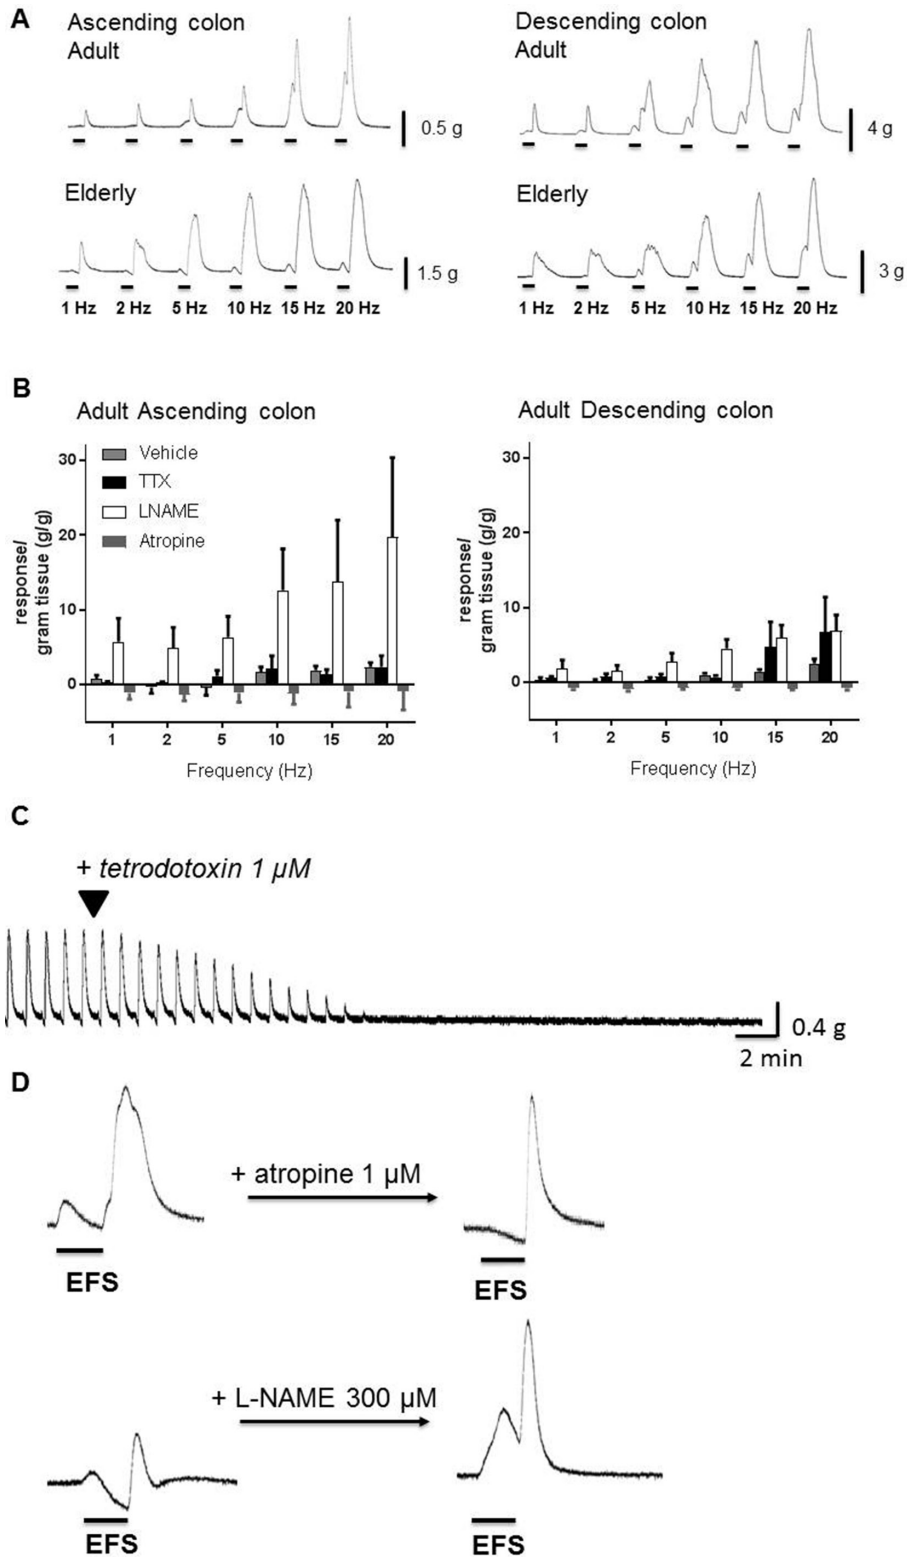 A
Ascending colon
Adult
0.5 g
Descending colon
Adult
4 g
Elderly
1.5 g
1 Hz 2 Hz 5 Hz 10 Hz 15 Hz 20 Hz
Elderly
3 g
1 Hz 2 Hz 5 Hz 10 Hz 15 Hz 20 Hz
B
Adult Ascending colon
response/
gram tissue (g/g)
30
20
10
0
Vehicle
TTX
LNAME
Atropine
1 2 5 10 15 20
Frequency (Hz)
Adult Descending colon
response/
gram tissue (g/g)
30
20
10
0
1 2 5 10 15 20
Frequency (Hz)
C
+ tetrodotoxin 1 µM
0.4 g
2 min
D
EFS
+ atropine 1 µM
EFS
EFS
+ L-NAME 300 µM
EFS